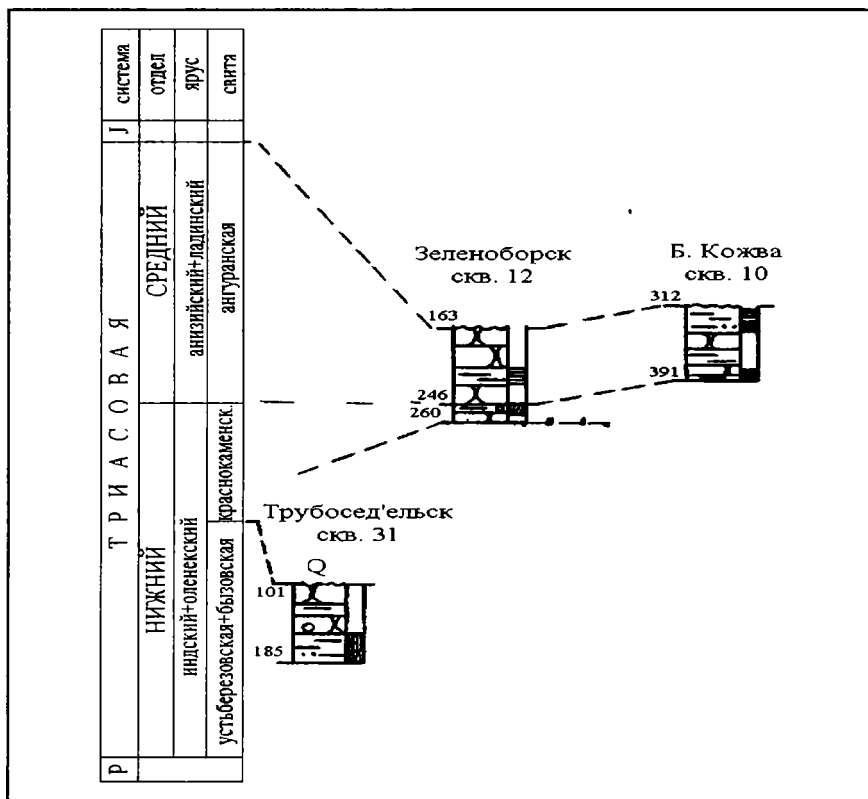 система
отдел
ярус
свита
J
ТРИАСОВАЯ
P
СРЕДНИЙ
НИЖНИЙ
анизийский+ладинский
индский+оленекский
ангуранская
краснокаменск.
устьберезовская+бызовская
Зеленоборск
скв. 12
163
246
260
Б. Кожва
скв. 10
312
391
Трубосед'ельск
скв. 31
Q
101
185